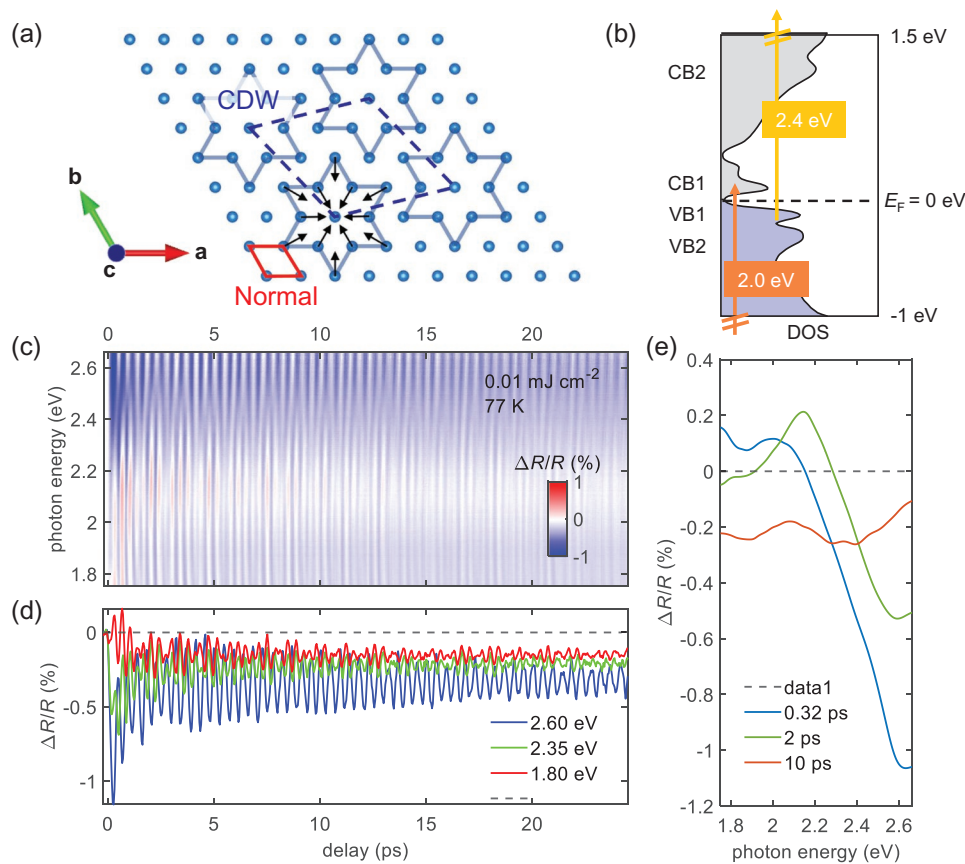 (a)
CDW
b
c
a
Normal
(b)
CB2
CB1
VB1
VB2
2.4 eV
2.0 eV
1.5 eV
E_F = 0 eV
-1 eV
DOS
(c)
0 5 10 15 20
photon energy (eV)
2.6
2.4
2.2
2
1.8
0.01 mJ cm⁻²
77 K
ΔR/R (%)
1
0
-1
(d)
ΔR/R (%)
0
-0.5
-1
2.60 eV
2.35 eV
1.80 eV
0 5 10 15 20
delay (ps)
(e)
ΔR/R (%)
0.4
0.2
0
-0.2
-0.4
-0.6
-0.8
-1
-1.2
data1
0.32 ps
2 ps
10 ps
1.8 2 2.2 2.4 2.6
photon energy (eV)